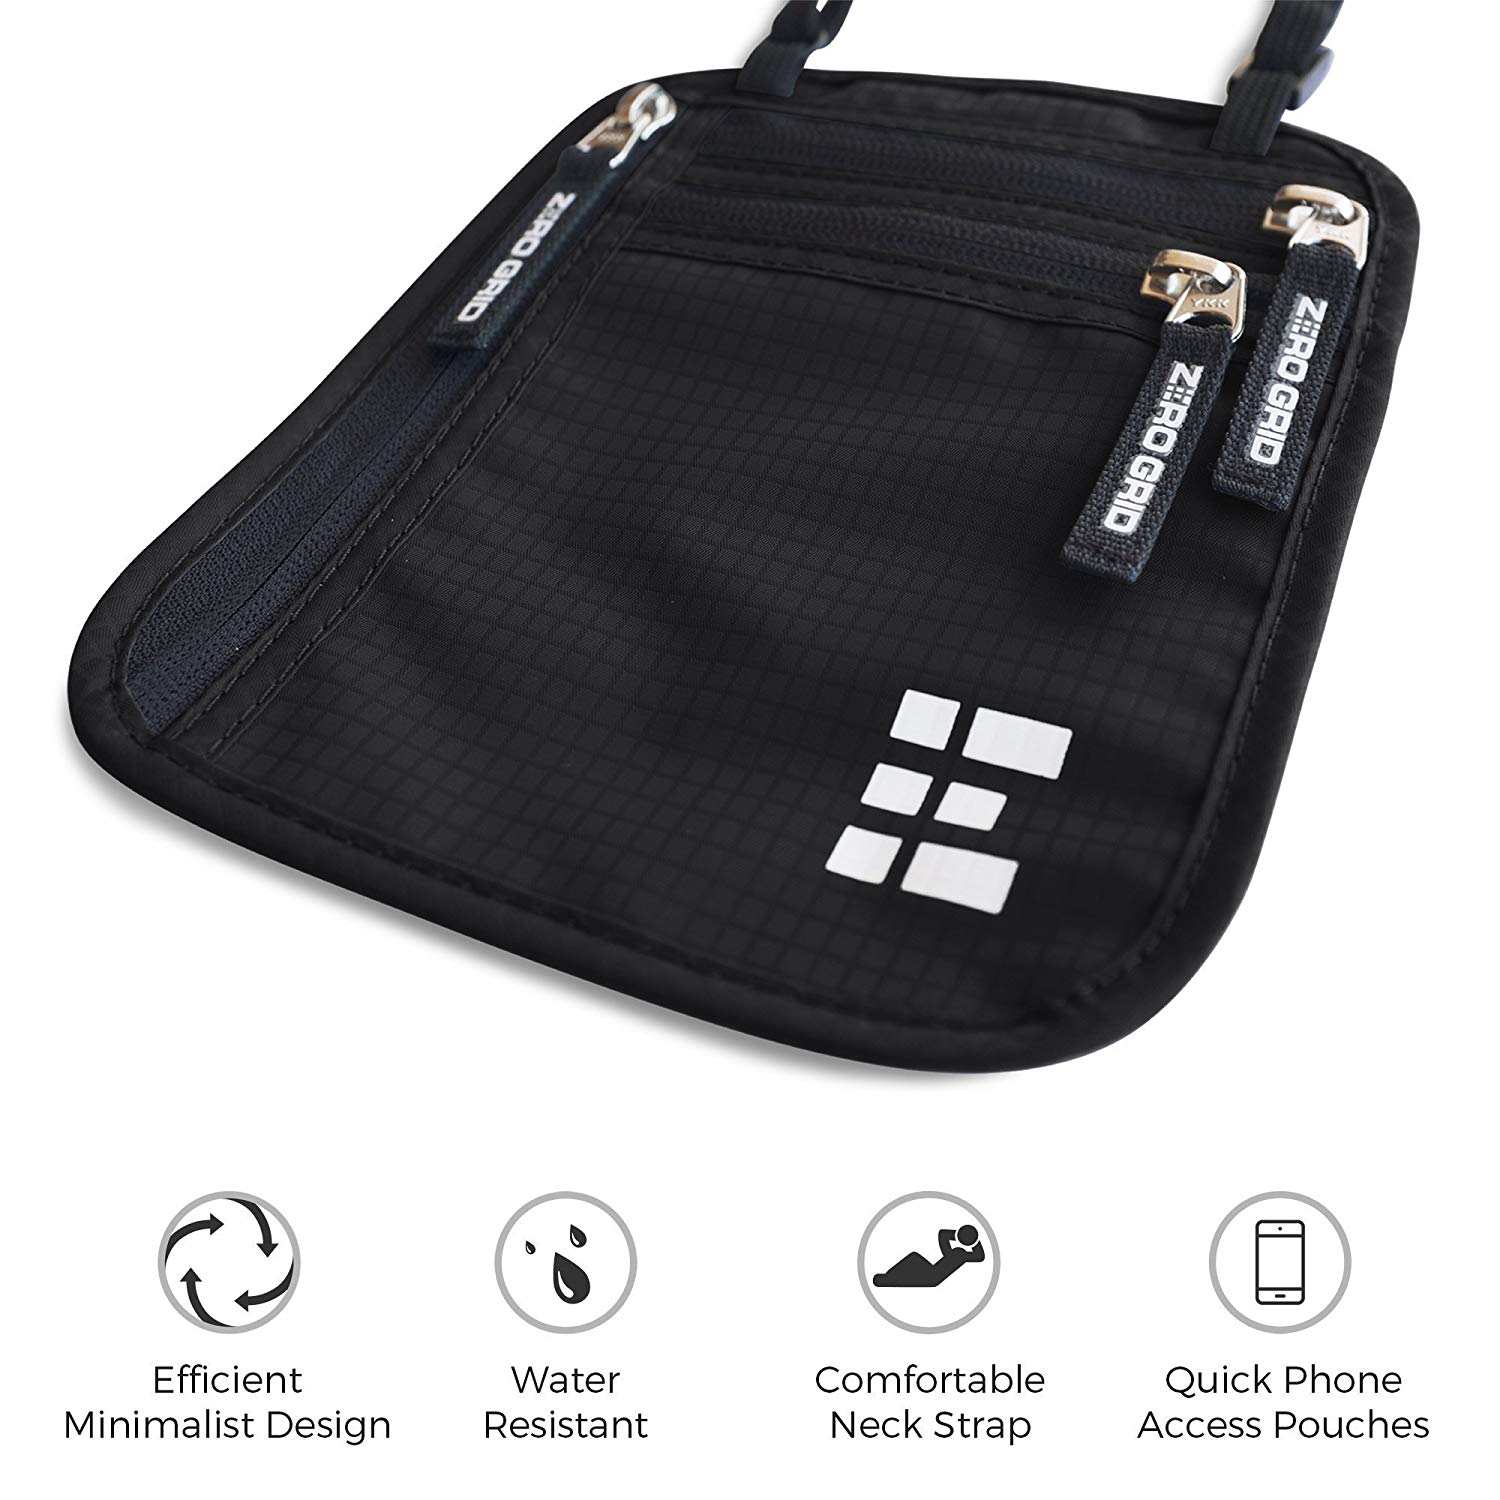 ZERO GRID
YKK
YKK
ZERO GRID
ZERO GRID
Efficient
Minimalist Design
Water
Resistant
Comfortable
Neck Strap
Quick Phone
Access Pouches